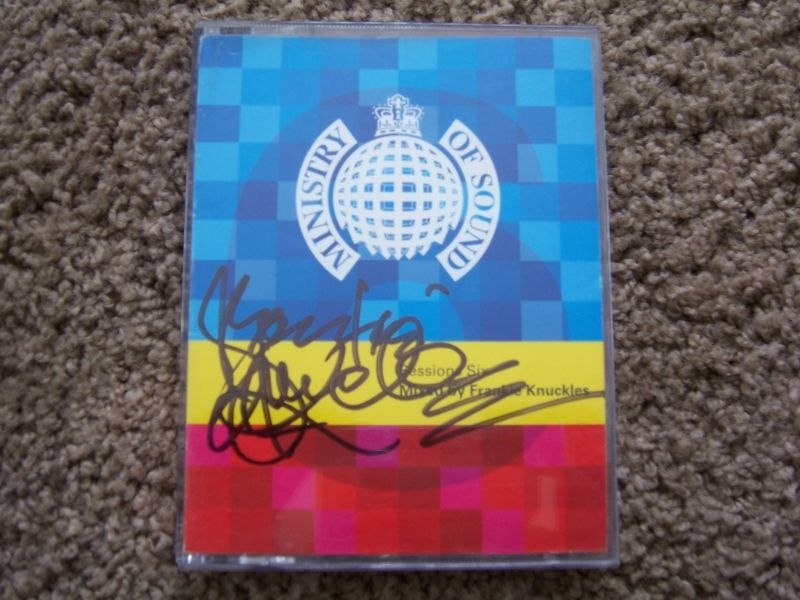 MINISTRY OF SOUND
Sessions Six
Mixed by Frankie Knuckles